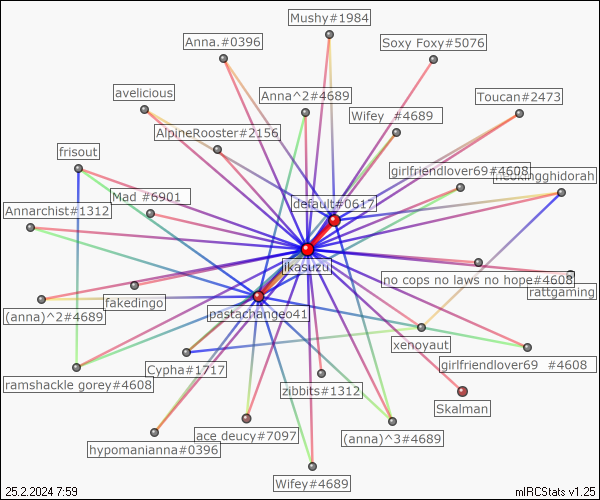 Mushy#1984
Anna.#0396
Soxy Foxy#5076
avelicious
Anna^2#4689
Toucan#2473
Wifey  #4689
AlpineRooster#2156
frisout
girlfriendlover69#4608
Mad #6901
default#0617
Annarchist#1312
ikasuzu
no cops no laws no hope#4608
rattgaming
fakedingo
(anna)^2#4689
pastachangeo41
xenoyaut
Cypha#1717
girlfriendlover69  #4608
ramshackle gorey#4608
zibbits#1312
Skalman
ace deucy#7097
(anna)^3#4689
hypomanianna#0396
Wifey#4689
25.2.2024 7:59
mIRCStats v1.25